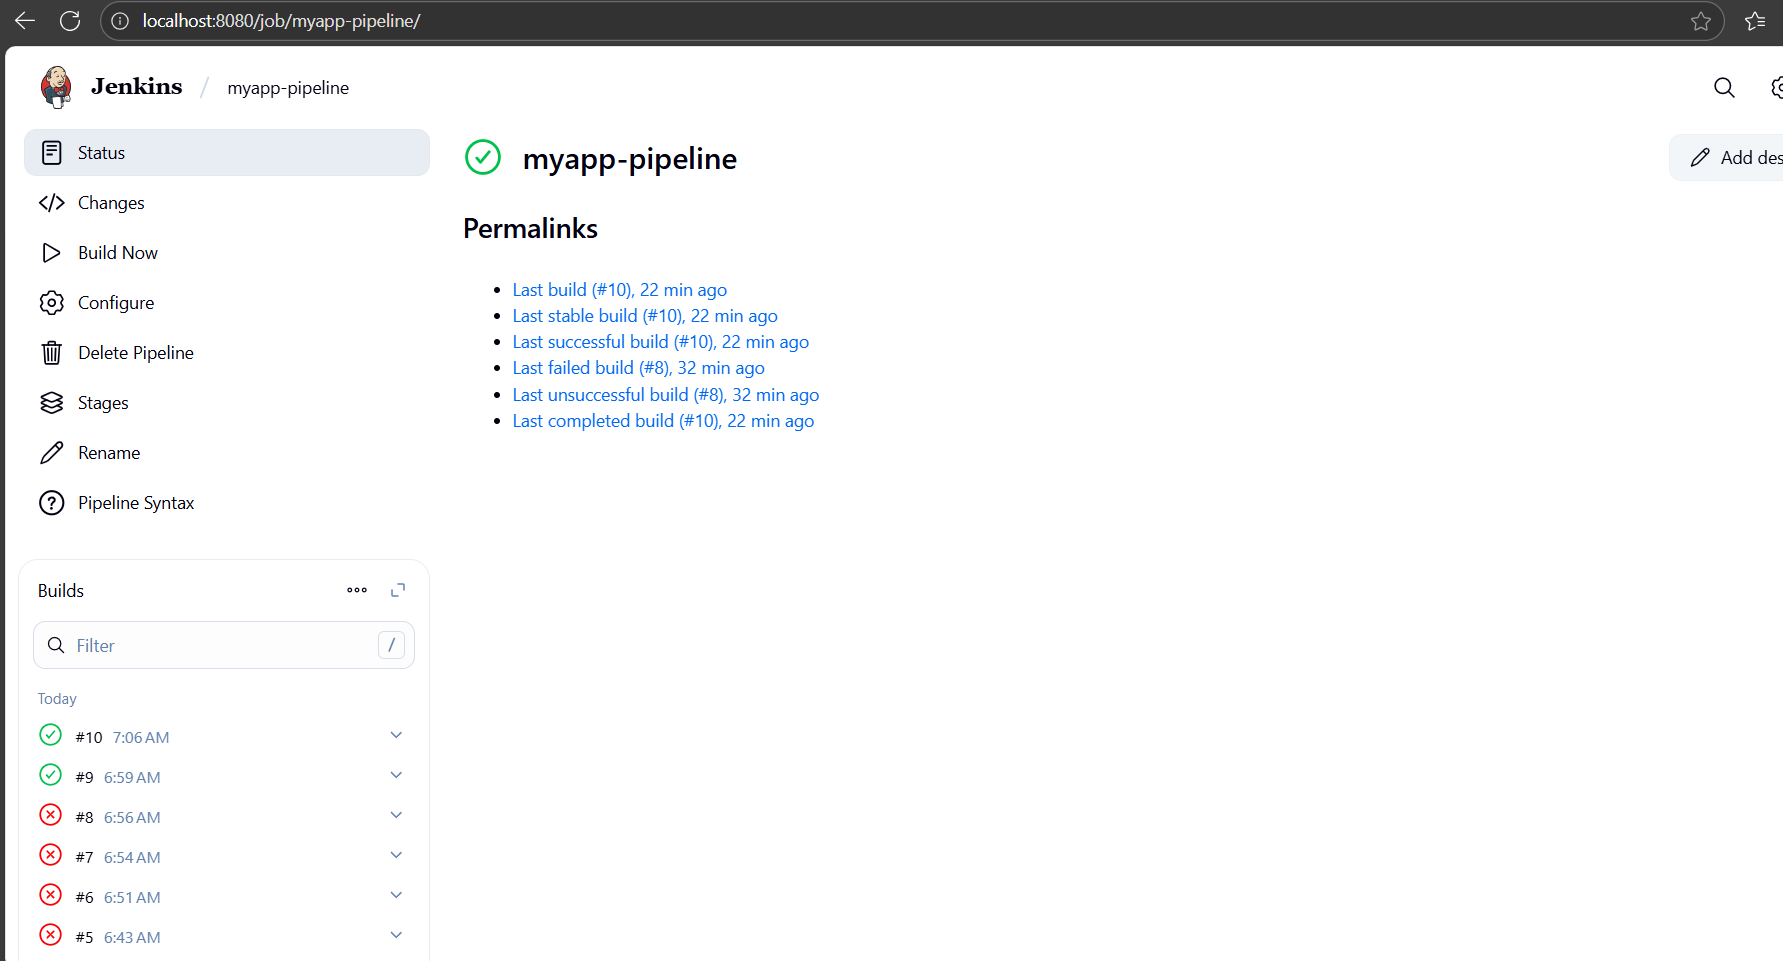 localhost:8080/job/myapp-pipeline/
Jenkins / myapp-pipeline
Status
Changes
Build Now
Configure
Delete Pipeline
Stages
Rename
Pipeline Syntax
Builds
Filter /
Today
#10 7:06 AM
#9 6:59 AM
#8 6:56 AM
#7 6:54 AM
#6 6:51 AM
#5 6:43 AM
myapp-pipeline
Add des
Permalinks
Last build (#10), 22 min ago
Last stable build (#10), 22 min ago
Last successful build (#10), 22 min ago
Last failed build (#8), 32 min ago
Last unsuccessful build (#8), 32 min ago
Last completed build (#10), 22 min ago